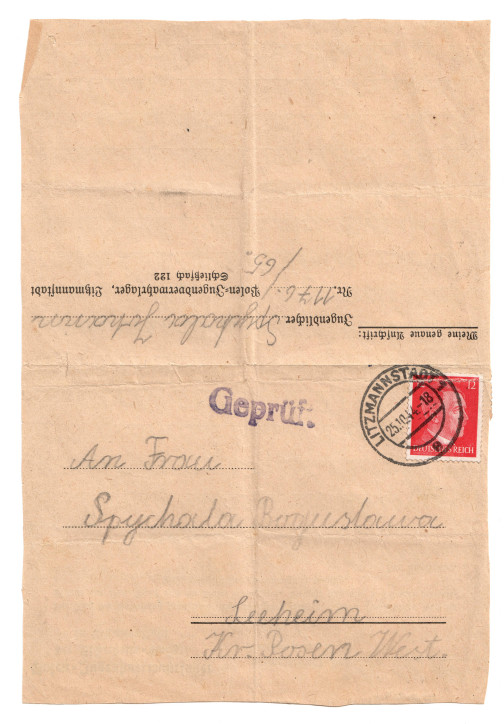 Meine genaue Anschrift:
Jugendlicher Spychala Johann
Nr. 1176 /65.
Polen-Jugendverwahrlager, Litzmannstadt
Schließfach 122
LITZMANNSTADT 1
25.10.44.-18
a
12
DEUTSCHES REICH
Geprüft.
An Frau
Spychala Bogusława
Seeheim
Kr. Posen West.